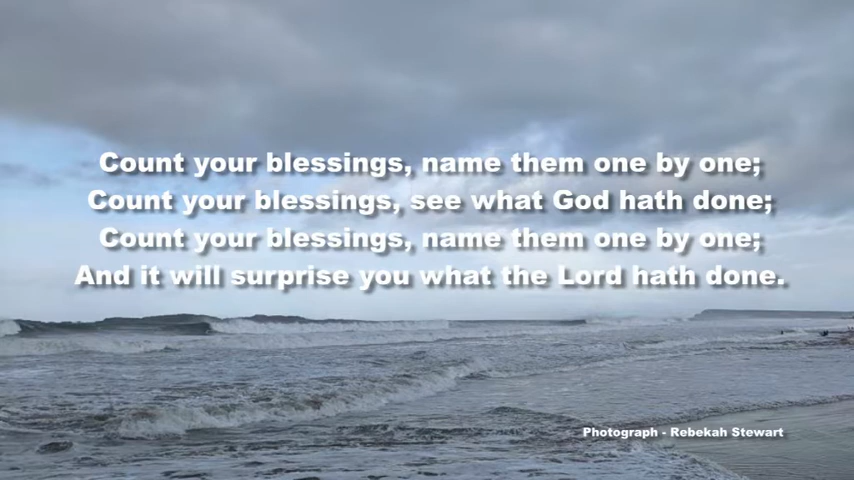 Count your blessings, name them one by one;
Count your blessings, see what God hath done;
Count your blessings, name them one by one;
And it will surprise you what the Lord hath done.
Photograph - Rebekah Stewart